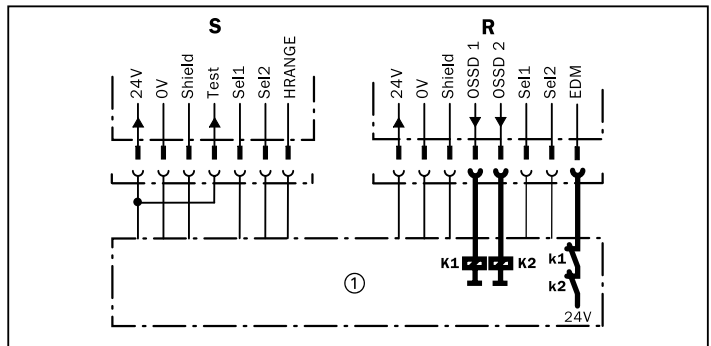 S
R
24V
0V
Shield
Test
Sel1
Sel2
HRANGE
24V
0V
Shield
OSSD 1
OSSD 2
Sel1
Sel2
EDM
K1
K2
k1
k2
①
24V